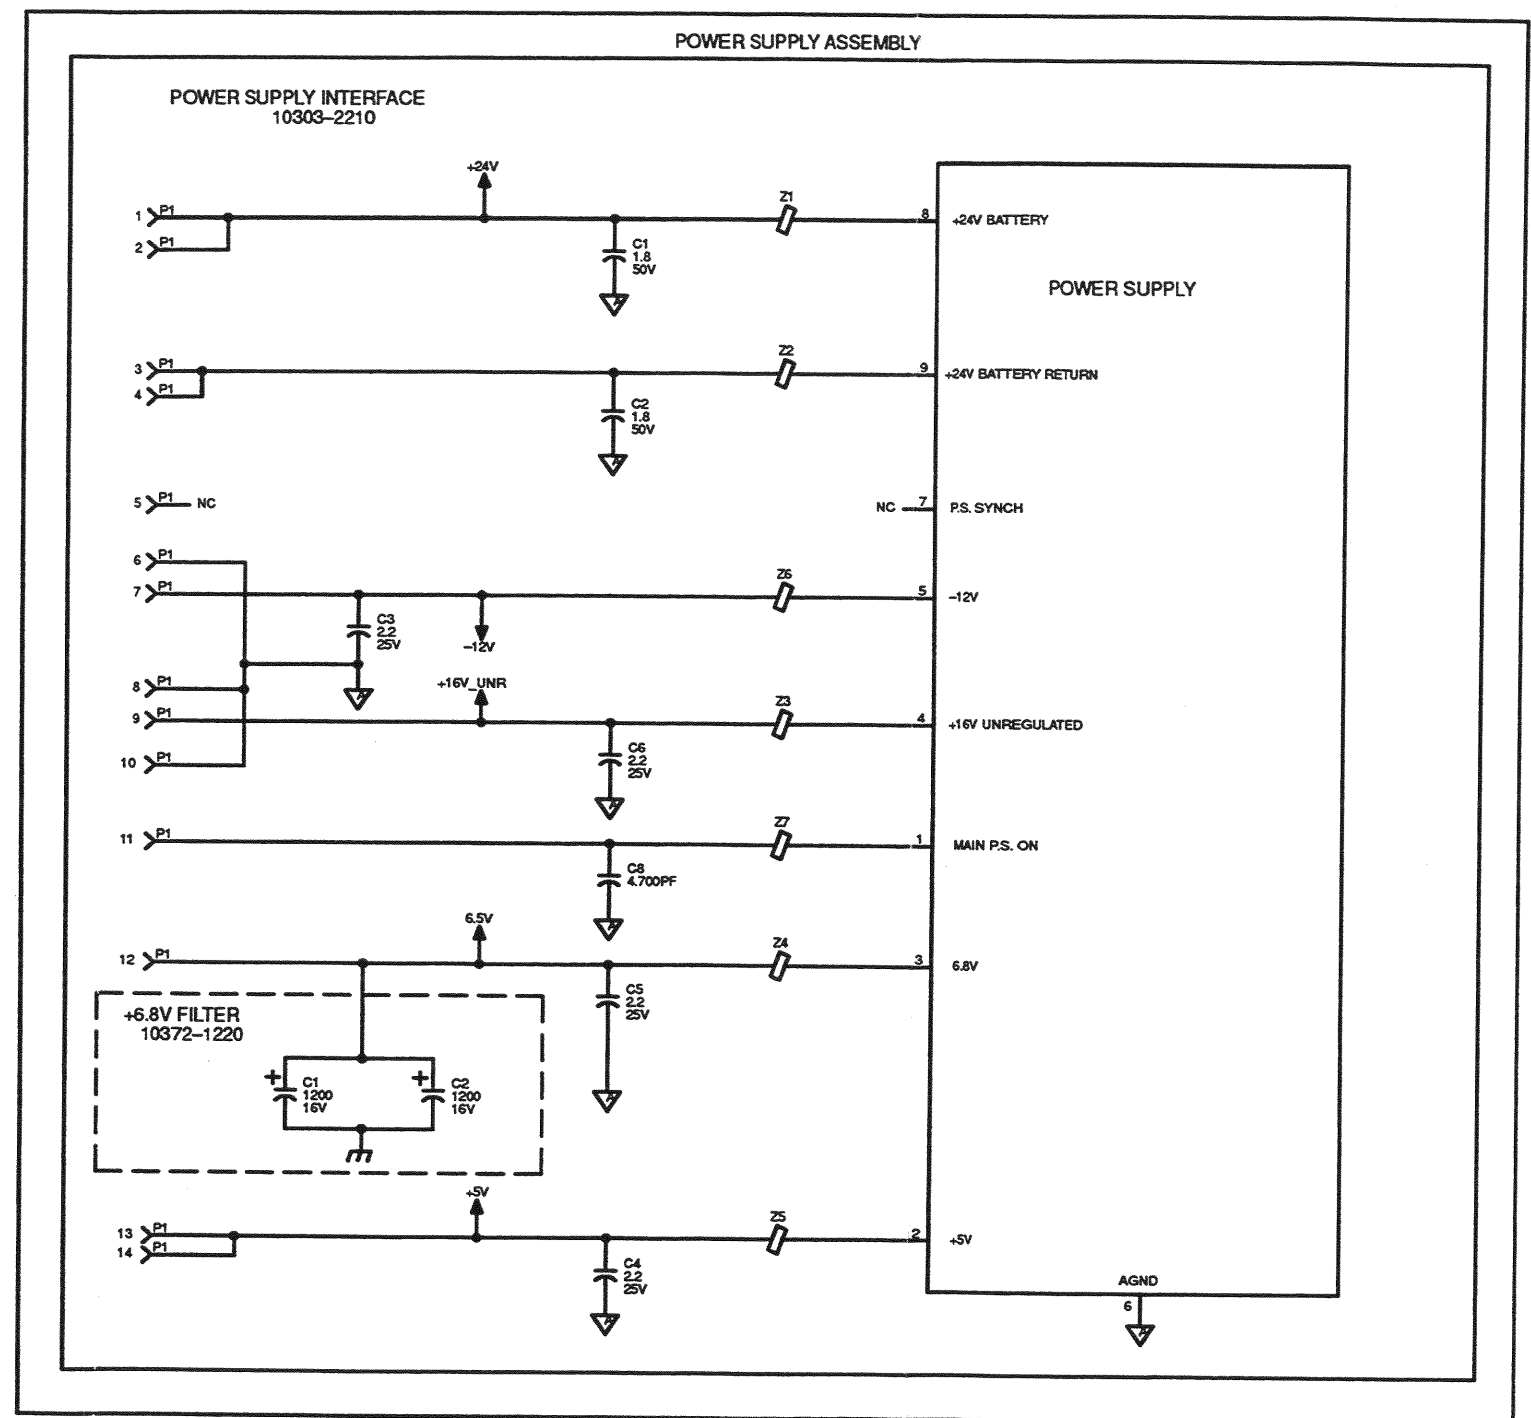 POWER SUPPLY ASSEMBLY
POWER SUPPLY INTERFACE
10303–2210
+24V
1 P1
2 P1
Z1
8 +24V BATTERY
C1
1.8
50V
A
POWER SUPPLY
3 P1
4 P1
Z2
9 +24V BATTERY RETURN
C2
1.8
50V
A
5 P1 NC
NC 7 P.S. SYNCH
6 P1
7 P1
Z6
5 –12V
C3
2.2
25V
–12V
A
+16V_UNR
8 P1
9 P1
Z3
4 +16V UNREGULATED
10 P1
C6
2.2
25V
A
11 P1
Z7
1 MAIN P.S. ON
C8
4.700PF
A
6.5V
12 P1
Z4
3 6.8V
C5
2.2
25V
A
+6.8V FILTER
10372–1220
+ C1
1200
16V
+ C2
1200
16V
+5V
13 P1
14 P1
Z5
2 +5V
C4
2.2
25V
A
AGND
6
A